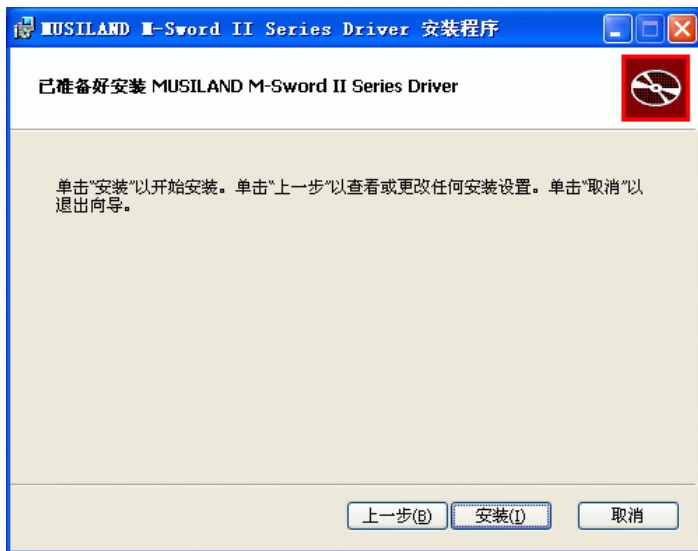 MUSILAND M-Sword II Series Driver 安装程序
已准备好安装 MUSILAND M-Sword II Series Driver
单击"安装"以开始安装。单击"上一步"以查看或更改任何安装设置。单击"取消"以
退出向导。
上一步(B) 安装(I) 取消